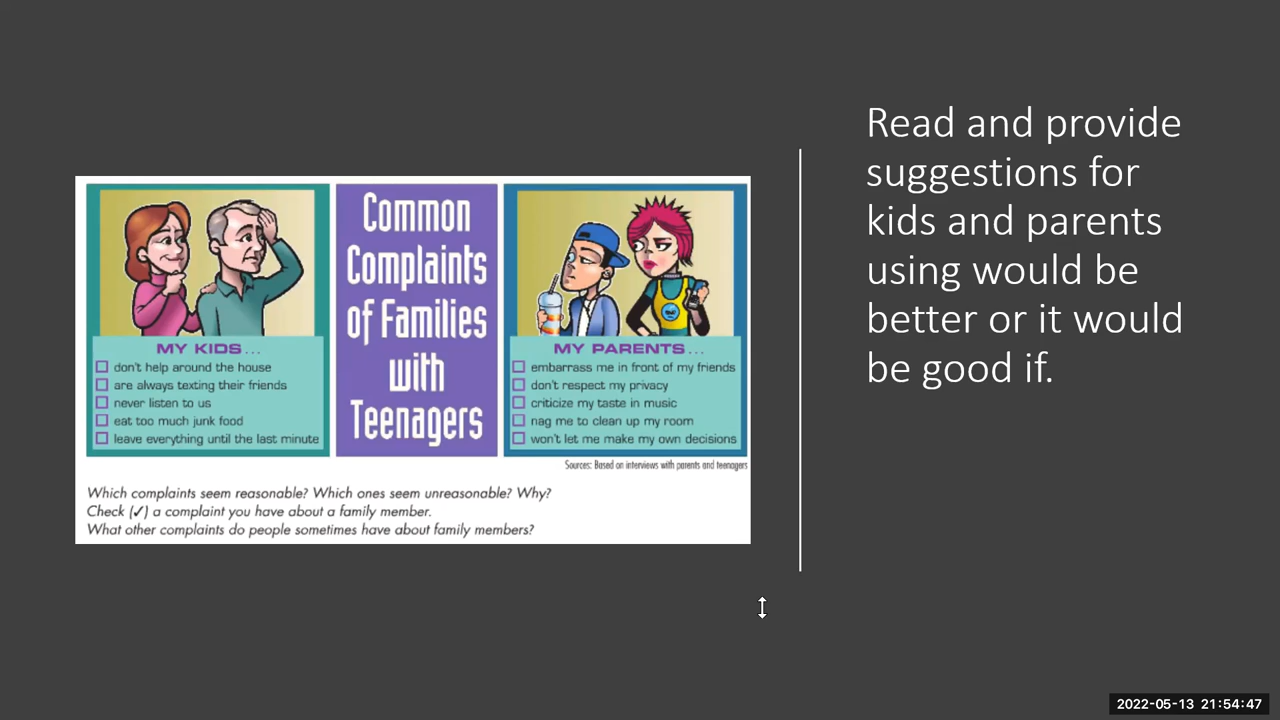 Common
Complaints
of Families
with
Teenagers
MY KIDS...
don't help around the house
are always texting their friends
never listen to us
eat too much junk food
leave everything until the last minute
MY PARENTS...
embarrass me in front of my friends
don't respect my privacy
criticize my taste in music
nag me to clean up my room
won't let me make my own decisions
Sources: Based on interviews with parents and teenagers
Which complaints seem reasonable? Which ones seem unreasonable? Why?
Check (✓) a complaint you have about a family member.
What other complaints do people sometimes have about family members?
Read and provide
suggestions for
kids and parents
using would be
better or it would
be good if.
2022-05-13 21:54:47